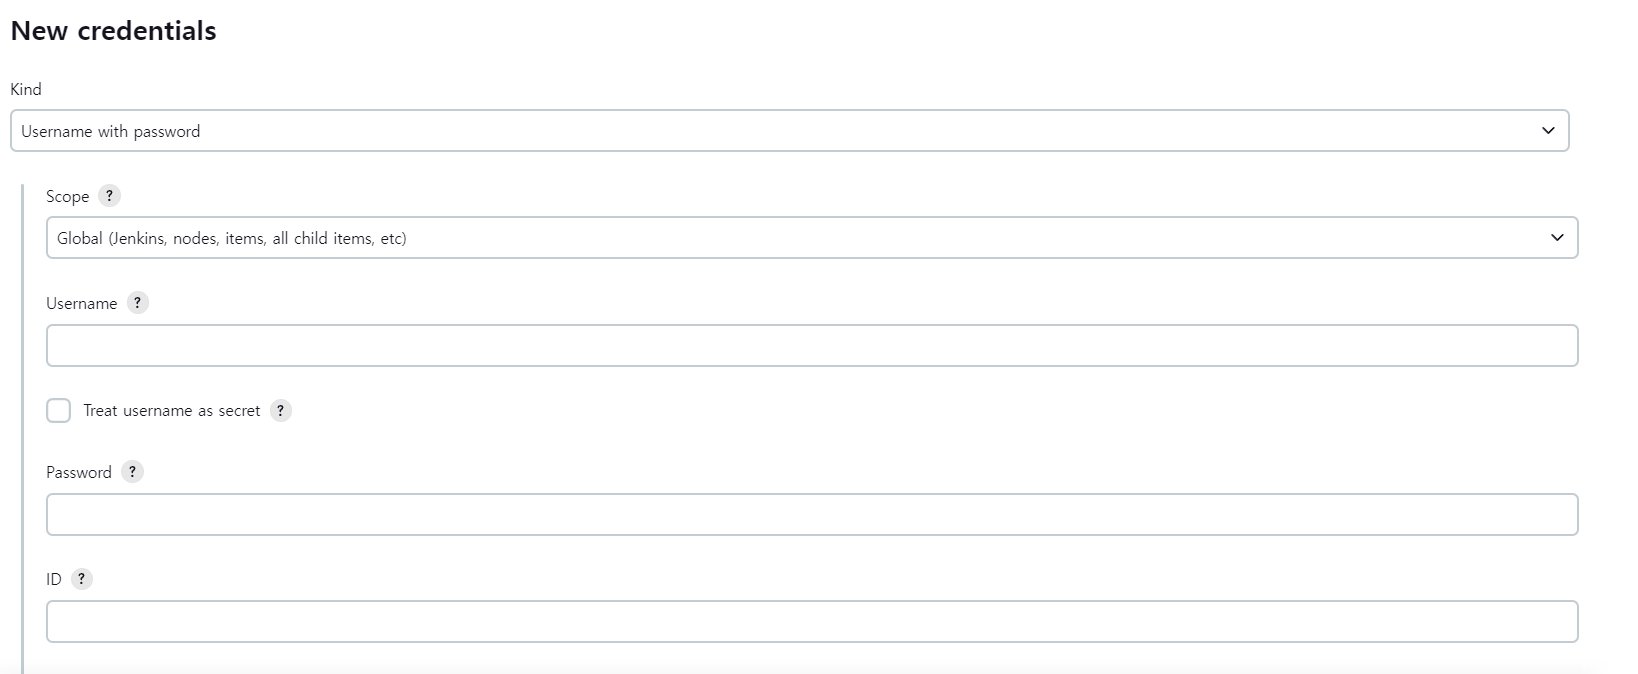 New credentials
Kind
Username with password
Scope ?
Global (Jenkins, nodes, items, all child items, etc)
Username ?
Treat username as secret ?
Password ?
ID ?